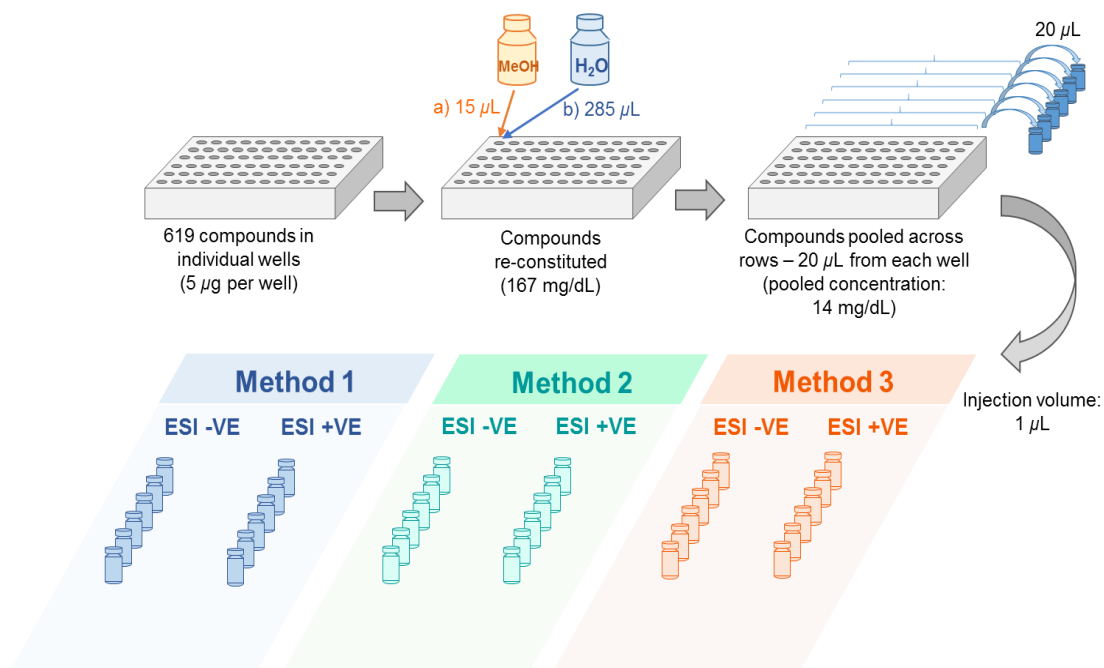 20 µL
MeOH
H₂O
a) 15 µL
b) 285 µL
619 compounds in
individual wells
(5 µg per well)
Compounds
re-constituted
(167 mg/dL)
Compounds pooled across
rows – 20 µL from each well
(pooled concentration:
14 mg/dL)
Injection volume:
1 µL
Method 1
ESI -VE
ESI +VE
Method 2
ESI -VE
ESI +VE
Method 3
ESI -VE
ESI +VE